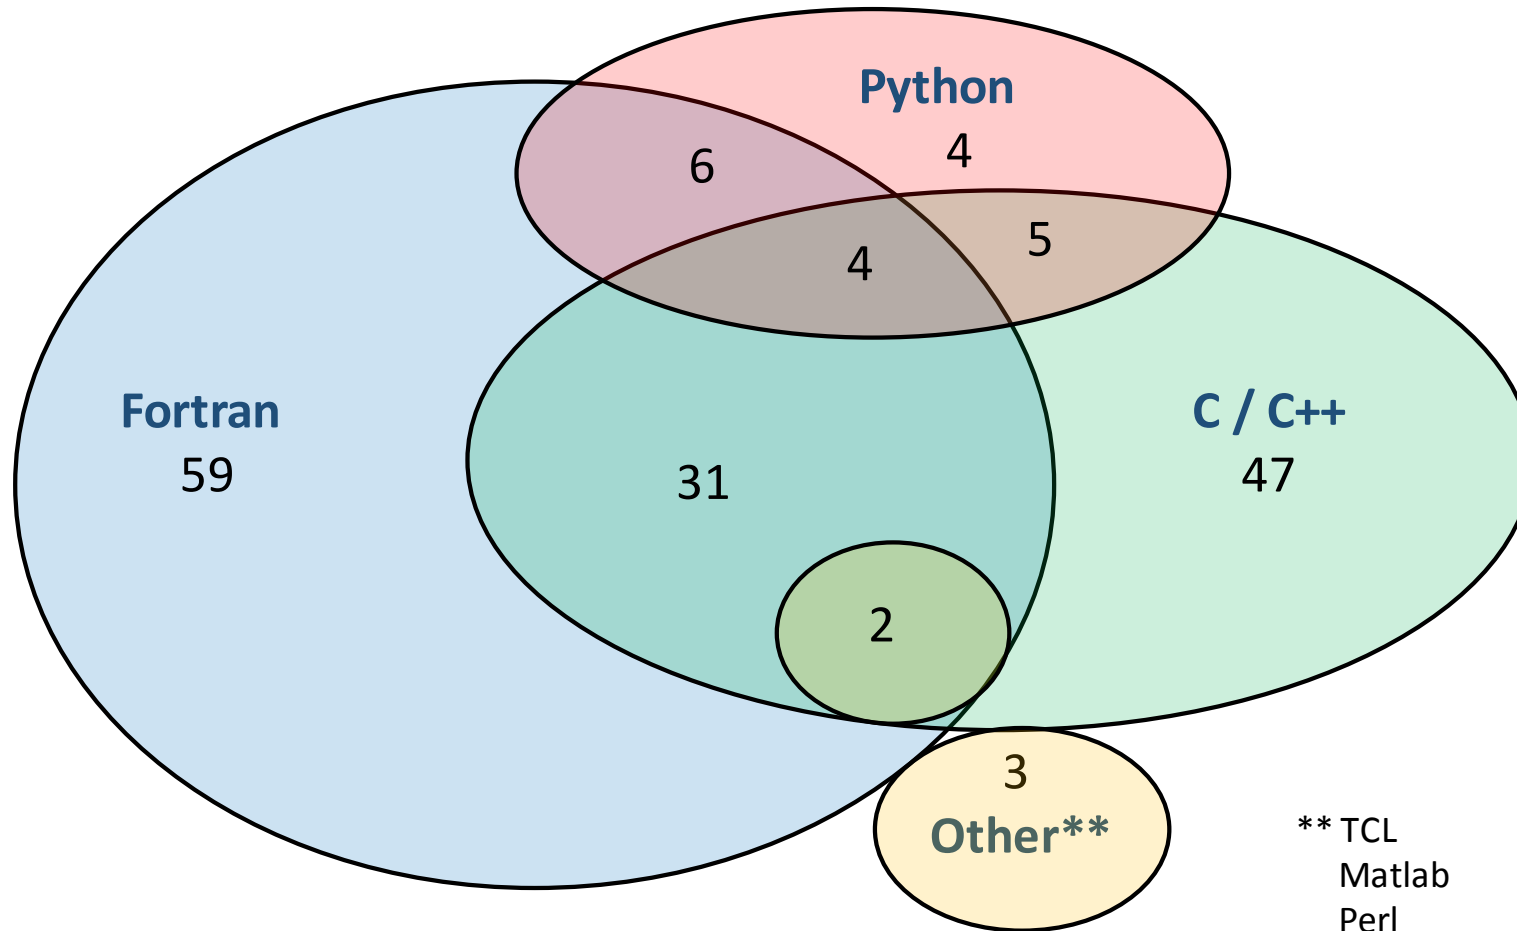 Python
4
6
5
4
Fortran
59
C / C++
47
31
2
3
Other**
** TCL
Matlab
Perl